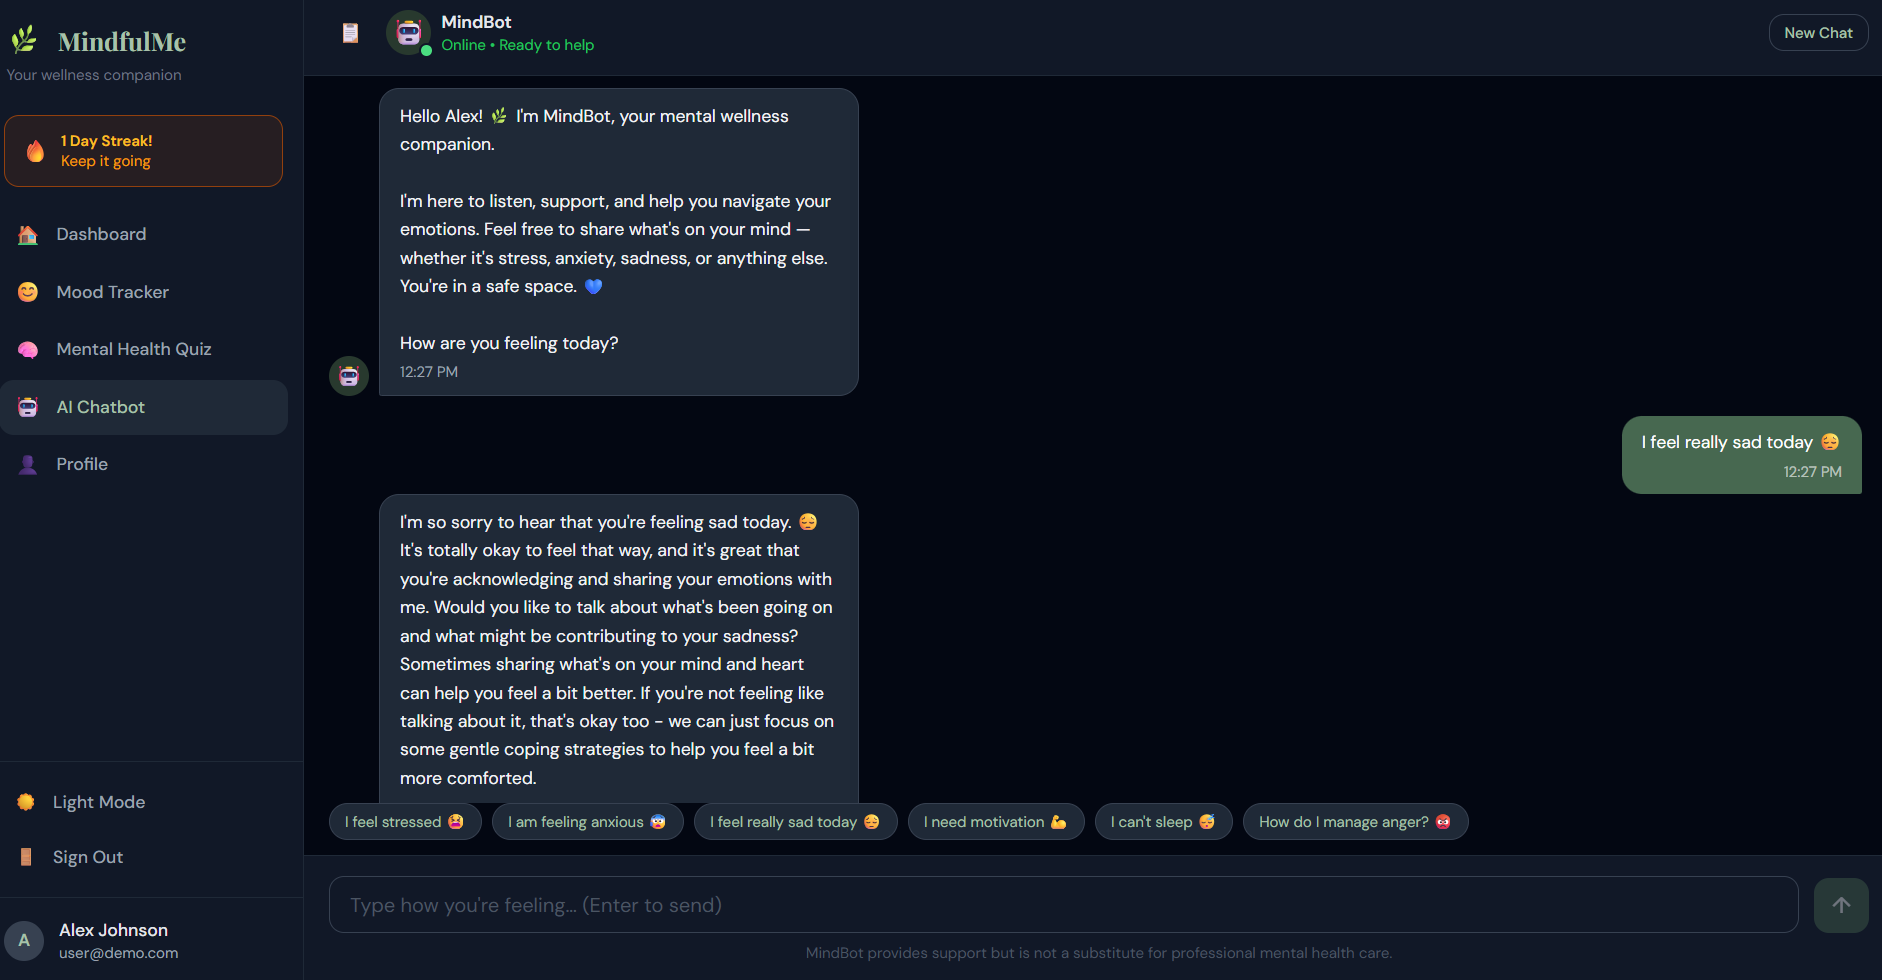 MindfulMe
Your wellness companion
1 Day Streak!
Keep it going
Dashboard
Mood Tracker
Mental Health Quiz
AI Chatbot
Profile
Light Mode
Sign Out
A
Alex Johnson
user@demo.com
MindBot
Online • Ready to help
New Chat
Hello Alex! 🌿 I'm MindBot, your mental wellness
companion.
I'm here to listen, support, and help you navigate your
emotions. Feel free to share what's on your mind —
whether it's stress, anxiety, sadness, or anything else.
You're in a safe space. 💙
How are you feeling today?
12:27 PM
I feel really sad today 😔
12:27 PM
I'm so sorry to hear that you're feeling sad today. 😔
It's totally okay to feel that way, and it's great that
you're acknowledging and sharing your emotions with
me. Would you like to talk about what's been going on
and what might be contributing to your sadness?
Sometimes sharing what's on your mind and heart
can help you feel a bit better. If you're not feeling like
talking about it, that's okay too - we can just focus on
some gentle coping strategies to help you feel a bit
more comforted.
I feel stressed 😫
I am feeling anxious 😰
I feel really sad today 😔
I need motivation 💪
I can't sleep 😴
How do I manage anger? 😡
Type how you're feeling... (Enter to send)
MindBot provides support but is not a substitute for professional mental health care.